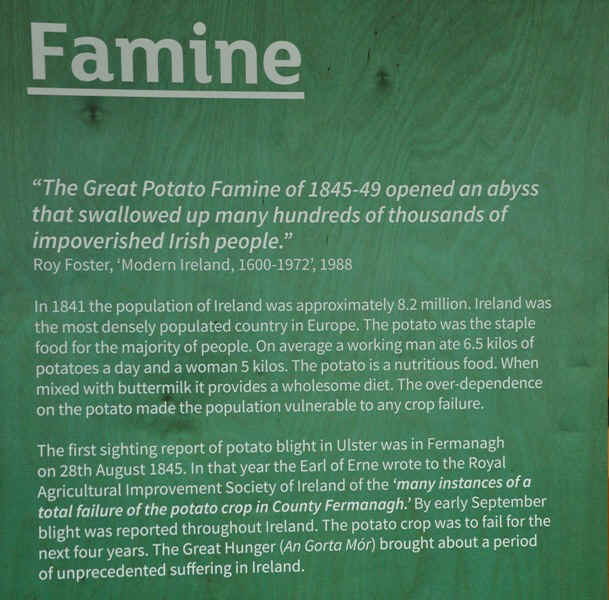 Famine
“The Great Potato Famine of 1845-49 opened an abyss
that swallowed up many hundreds of thousands of
impoverished Irish people.”
Roy Foster, ‘Modern Ireland, 1600-1972’, 1988
In 1841 the population of Ireland was approximately 8.2 million. Ireland was
the most densely populated country in Europe. The potato was the staple
food for the majority of people. On average a working man ate 6.5 kilos of
potatoes a day and a woman 5 kilos. The potato is a nutritious food. When
mixed with buttermilk it provides a wholesome diet. The over-dependence
on the potato made the population vulnerable to any crop failure.
The first sighting report of potato blight in Ulster was in Fermanagh
on 28th August 1845. In that year the Earl of Erne wrote to the Royal
Agricultural Improvement Society of Ireland of the ‘many instances of a
total failure of the potato crop in County Fermanagh.’ By early September
blight was reported throughout Ireland. The potato crop was to fail for the
next four years. The Great Hunger (An Gorta Mór) brought about a period
of unprecedented suffering in Ireland.